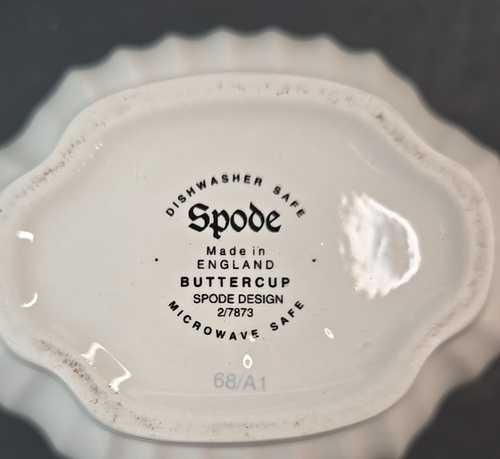 DISHWASHER SAFE
Spode
Made in
ENGLAND
BUTTERCUP
SPODE DESIGN
2/7873
MICROWAVE SAFE
68/A1